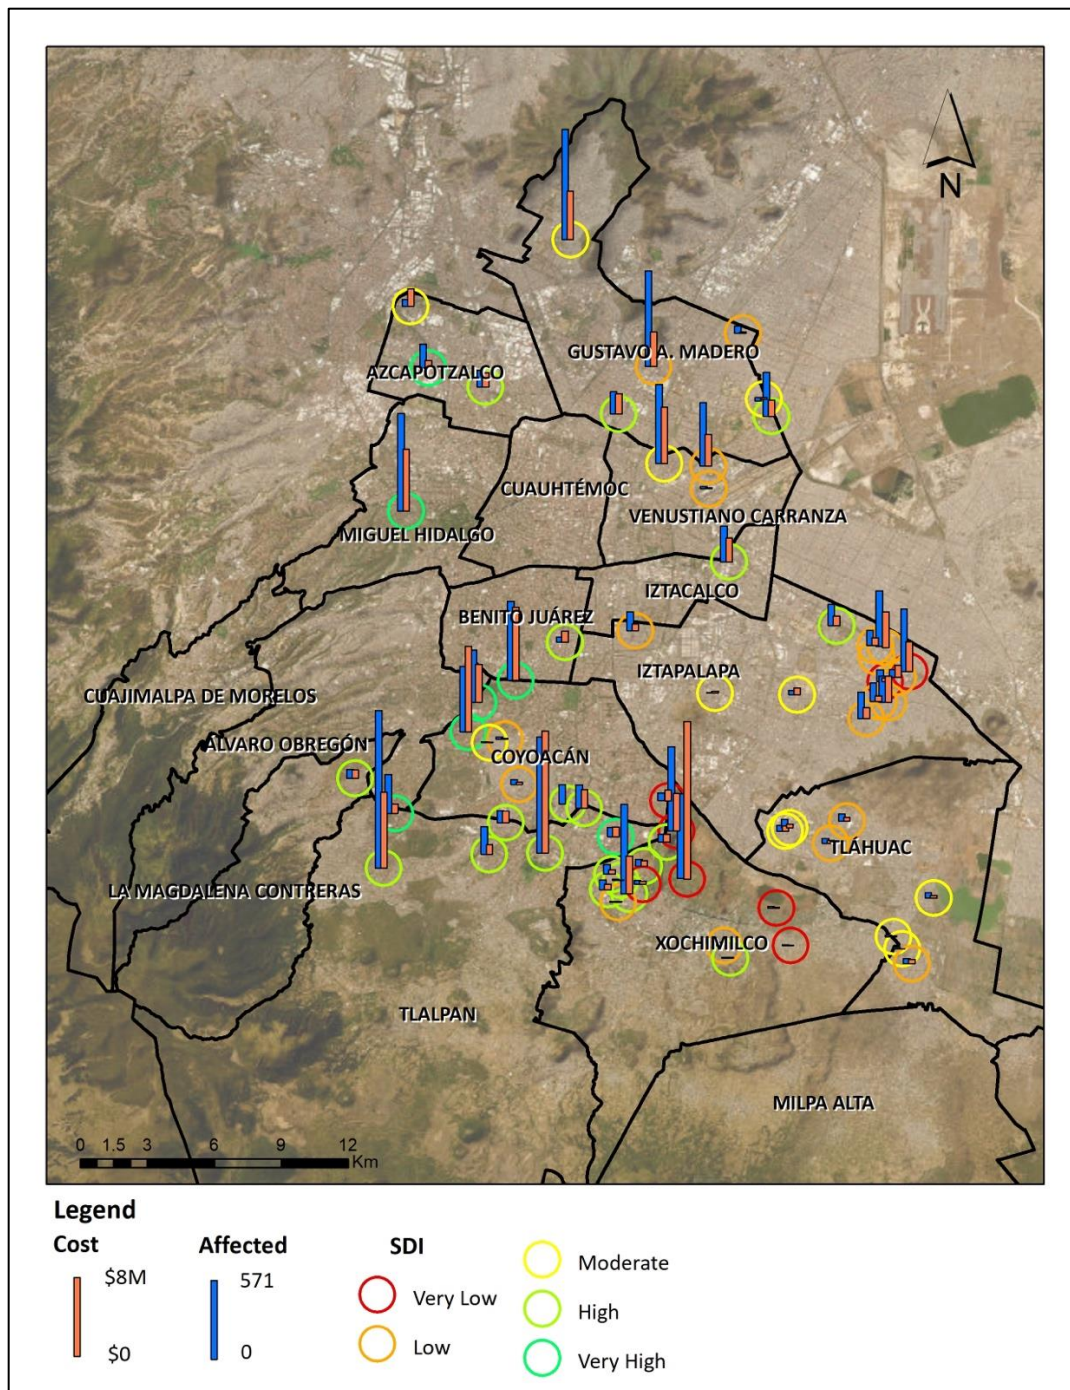 N
GUSTAVO A. MADERO
AZCAPOTZALCO
CUAUHTÉMOC
VENUSTIANO CARRANZA
MIGUEL HIDALGO
IZTACALCO
BENITO JUÁREZ
IZTAPALAPA
CUAJIMALPA DE MORELOS
ÁLVARO OBREGÓN
COYOACÁN
TLÁHUAC
LA MAGDALENA CONTRERAS
XOCHIMILCO
TLALPAN
MILPA ALTA
0 1.5 3 6 9 12
Km
Legend
Cost Affected SDI
$8M 571
$0 0
Very Low
Low
Moderate
High
Very High